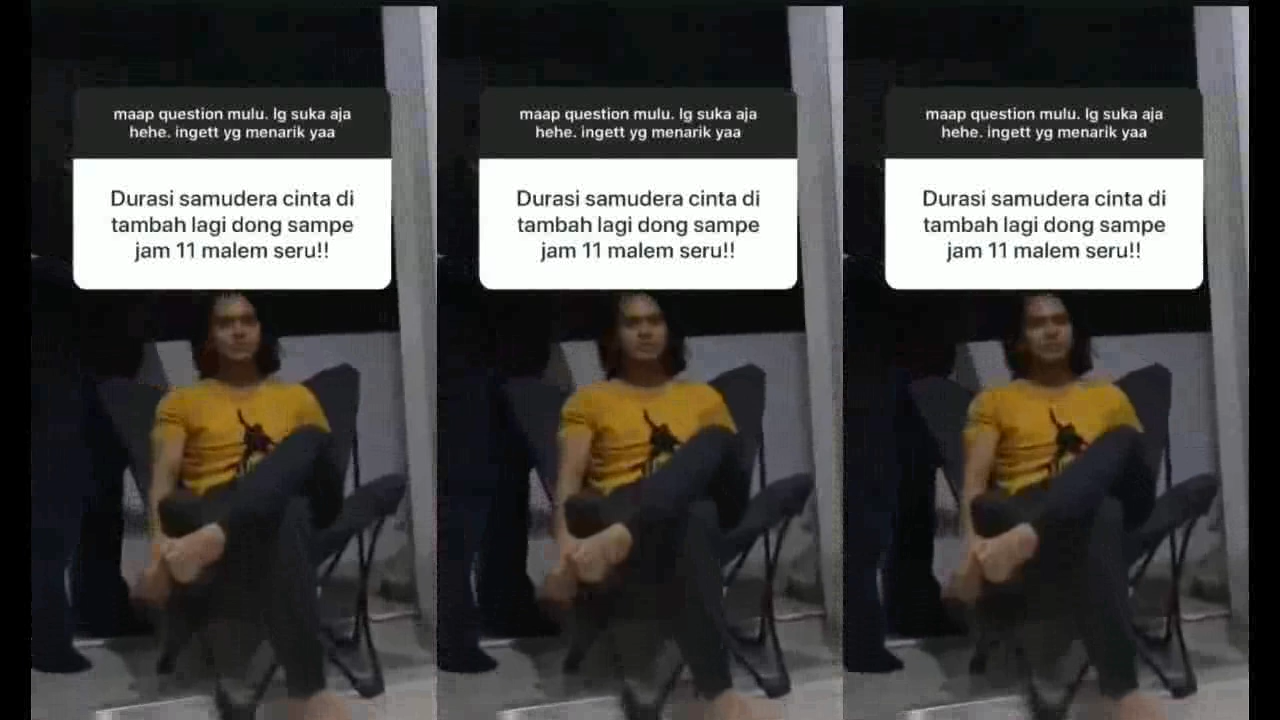 maap question mulu. lg suka aja
hehe. ingett yg menarik yaa
Durasi samudera cinta di
tambah lagi dong sampe
jam 11 malem seru!!
maap question mulu. lg suka aja
hehe. ingett yg menarik yaa
Durasi samudera cinta di
tambah lagi dong sampe
jam 11 malem seru!!
maap question mulu. lg suka aja
hehe. ingett yg menarik yaa
Durasi samudera cinta di
tambah lagi dong sampe
jam 11 malem seru!!